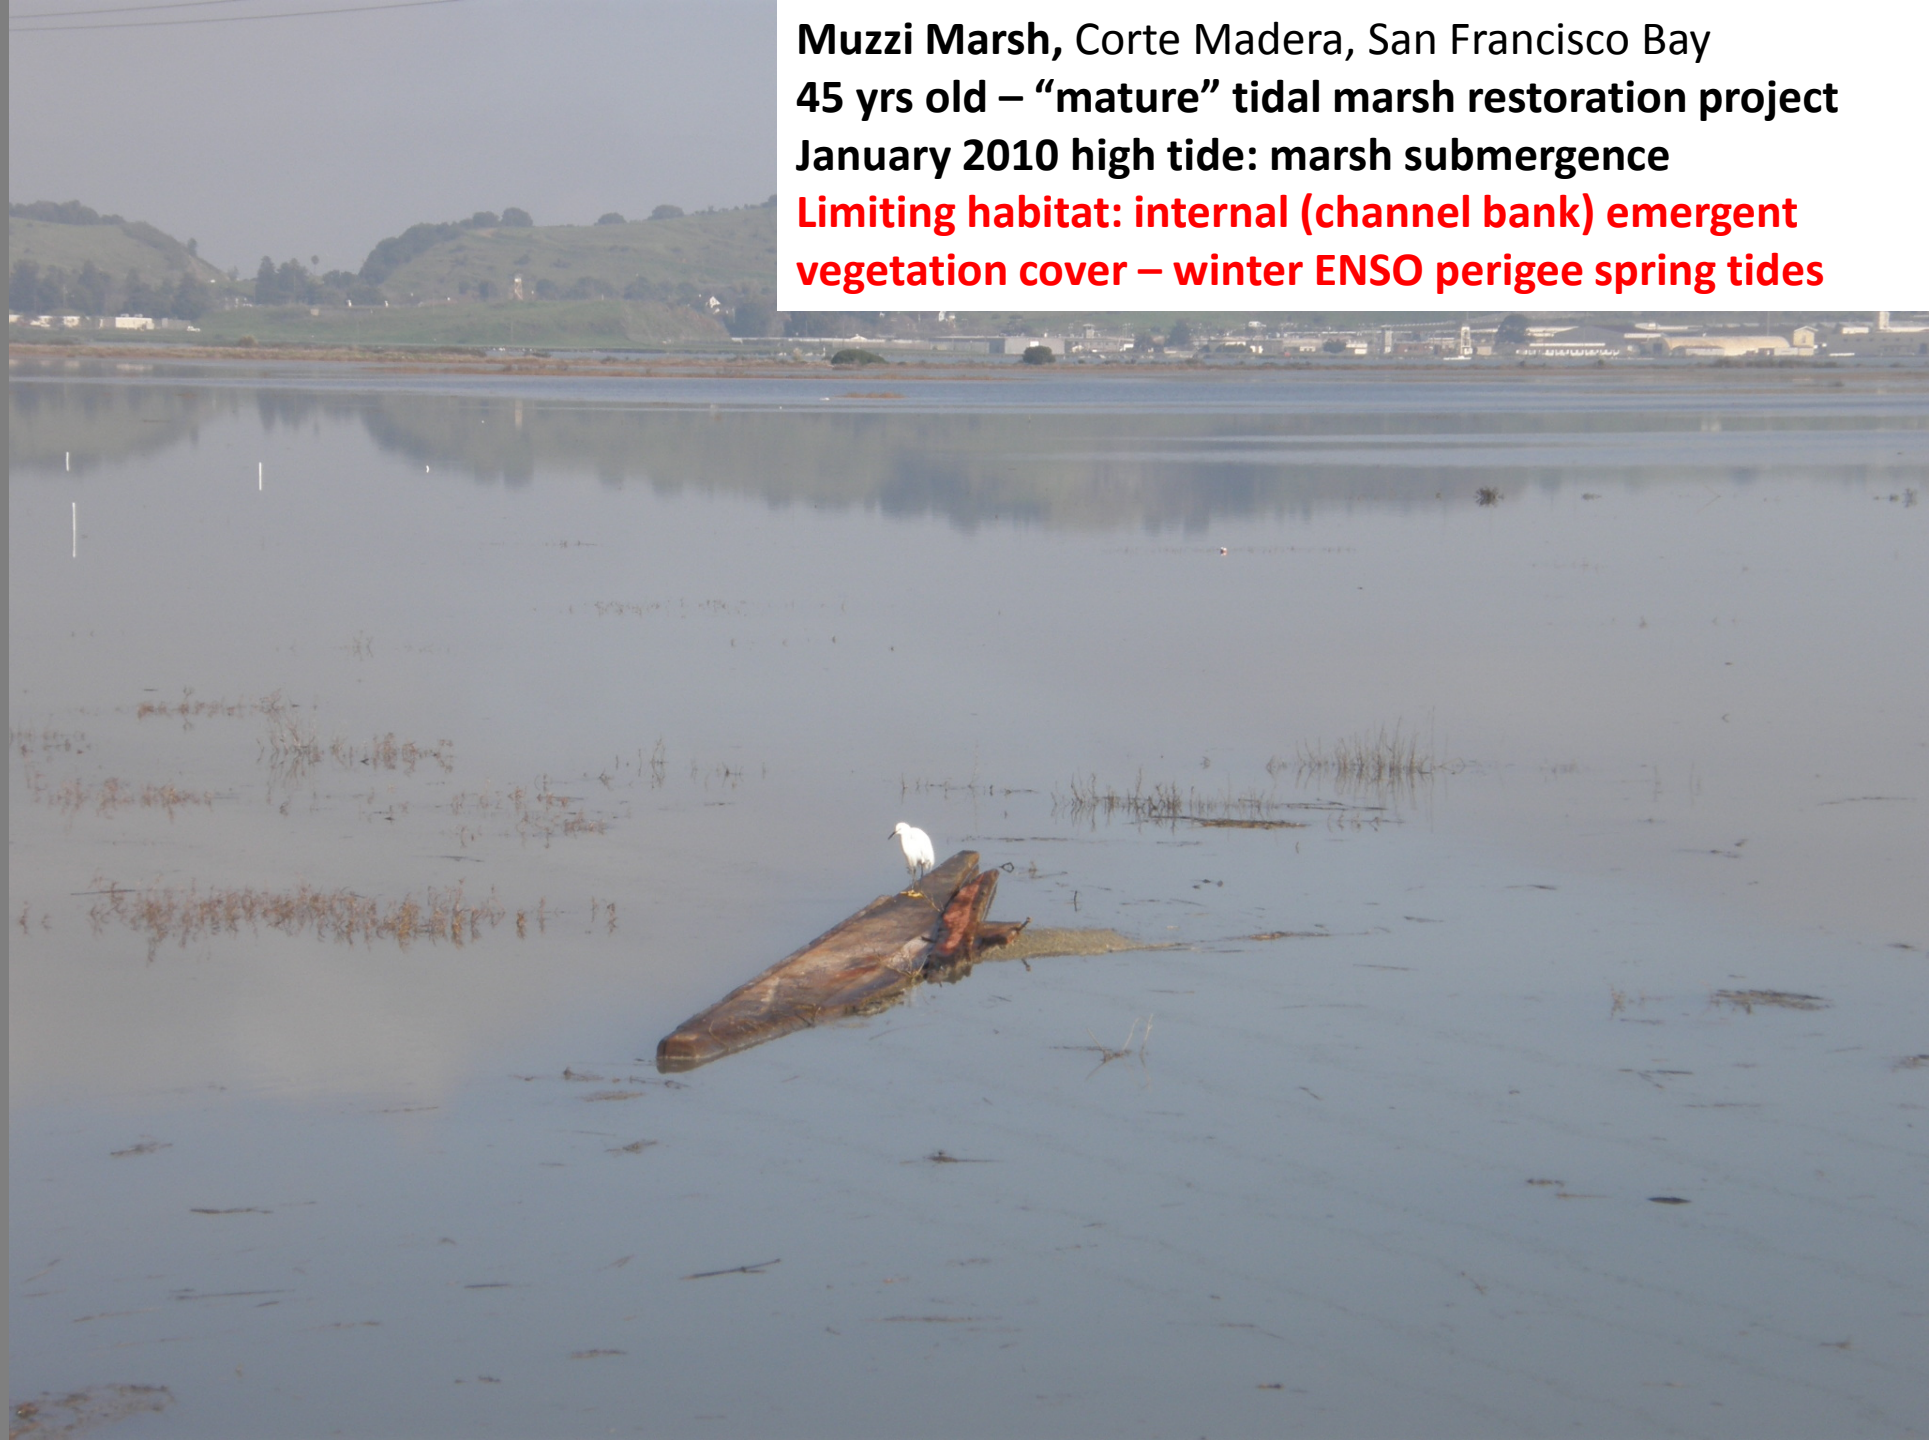 Muzzi Marsh, Corte Madera, San Francisco Bay
45 yrs old – “mature” tidal marsh restoration project
January 2010 high tide: marsh submergence
Limiting habitat: internal (channel bank) emergent
vegetation cover – winter ENSO perigee spring tides